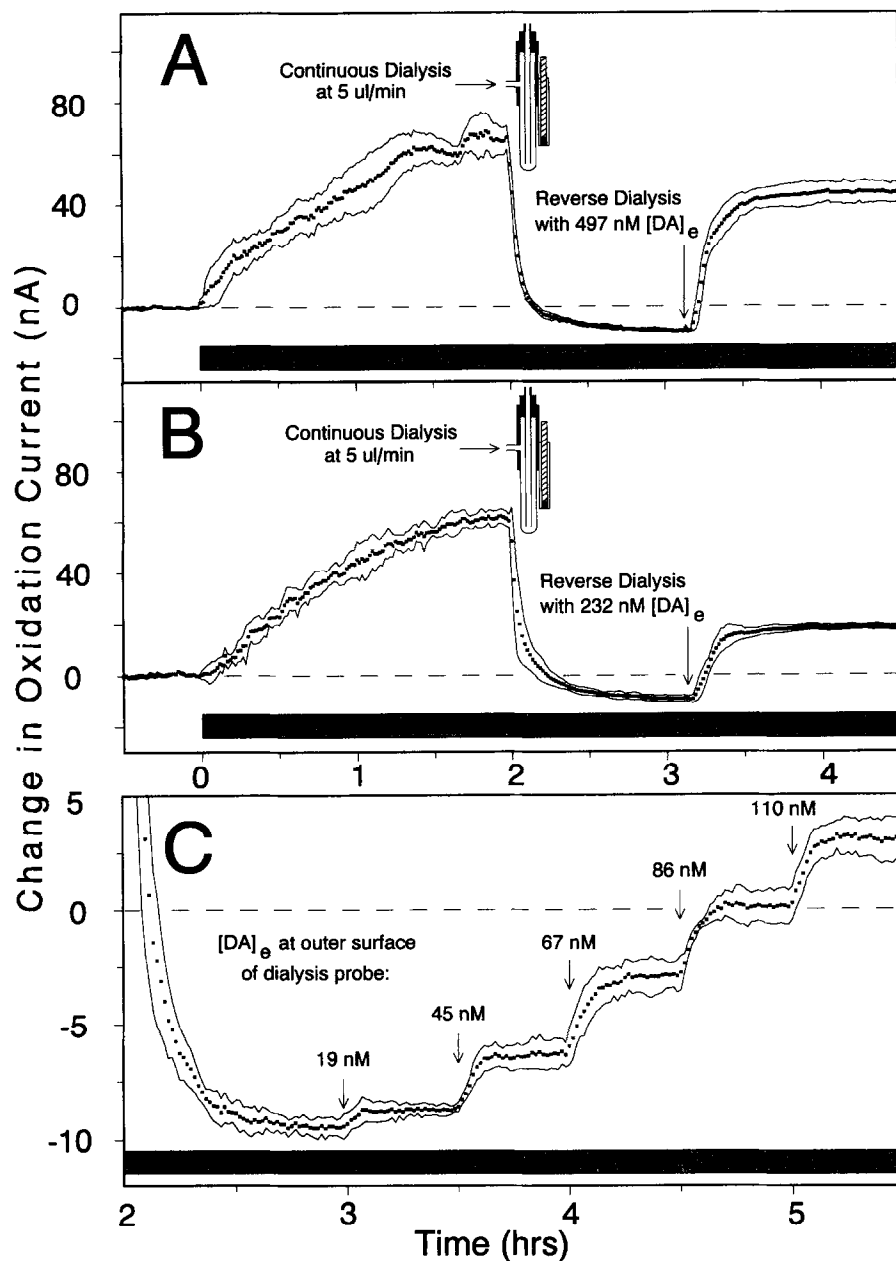 Change in Oxidation Current (nA)
A
Continuous Dialysis
at 5 ul/min
Reverse Dialysis
with 497 nM [DA]e
80
40
0
B
Continuous Dialysis
at 5 ul/min
Reverse Dialysis
with 232 nM [DA]e
80
40
0
0 1 2 3 4
C
[DA]e at outer surface
of dialysis probe:
19 nM
45 nM
67 nM
86 nM
110 nM
5
0
-5
-10
2 3 4 5
Time (hrs)